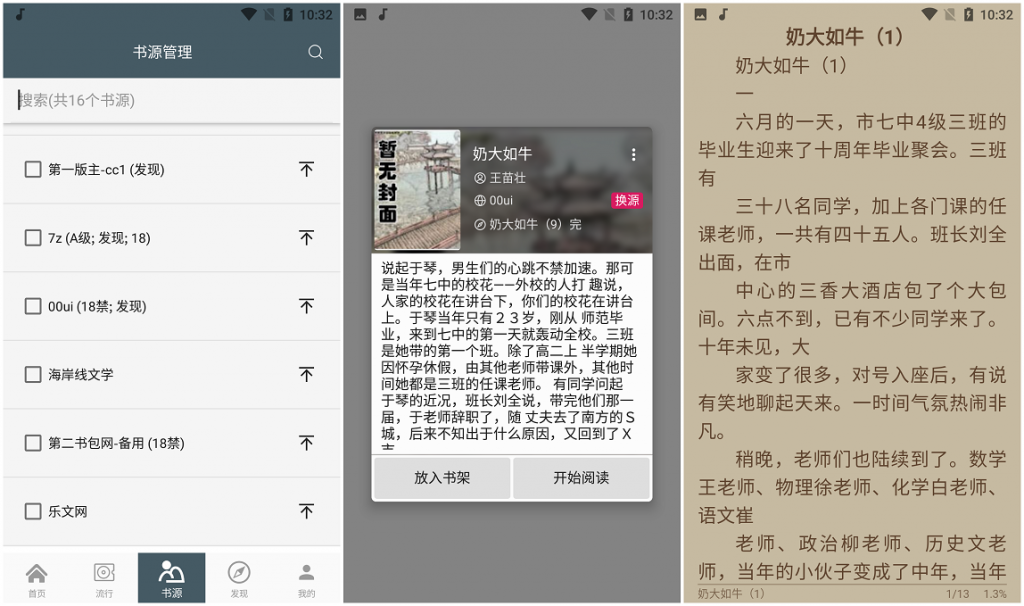 10:32
书源管理
搜索(共16个书源)
第一版主-cc1 (发现)
7z (A级; 发现; 18)
00ui (18禁; 发现)
海岸线文学
第二书包网-备用 (18禁)
乐文网
首页
流行
书源
发现
我的
10:32
暂无封面
奶大如牛
王苗壮
00ui
换源
奶大如牛（9）完
说起于琴，男生们的心跳不禁加速。那可
是当年七中的校花——外校的人打 趣说，
人家的校花在讲台下，你们的校花在讲台
上。于琴当年只有２３岁，刚从 师范毕
业，来到七中的第一天就轰动全校。三班
是她带的第一个班。除了高二上 半学期她
因怀孕休假，由其他老师带课外，其他时
间她都是三班的任课老师。 有同学问起
于琴的近况，班长刘全说，带完他们那一
届，于老师辞职了，随 丈夫去了南方的Ｓ
城，后来不知出于什么原因，又回到了Ｘ
放入书架
开始阅读
10:32
奶大如牛（1）
奶大如牛（1）
一
六月的一天，市七中4级三班的
毕业生迎来了十周年毕业聚会。三班
有
三十八名同学，加上各门课的任
课老师，一共有四十五人。班长刘全
出面，在市
中心的三香大酒店包了个大包
间。六点不到，已有不少同学来了。
十年未见，大
家变了很多，对号入座后，有说
有笑地聊起天来。一时间气氛热闹非
凡。
稍晚，老师们也陆续到了。数学
王老师、物理徐老师、化学白老师、
语文崔
老师、政治柳老师、历史文老
师，当年的小伙子变成了中年，当年
奶大如牛（1）
1/13
1.3%